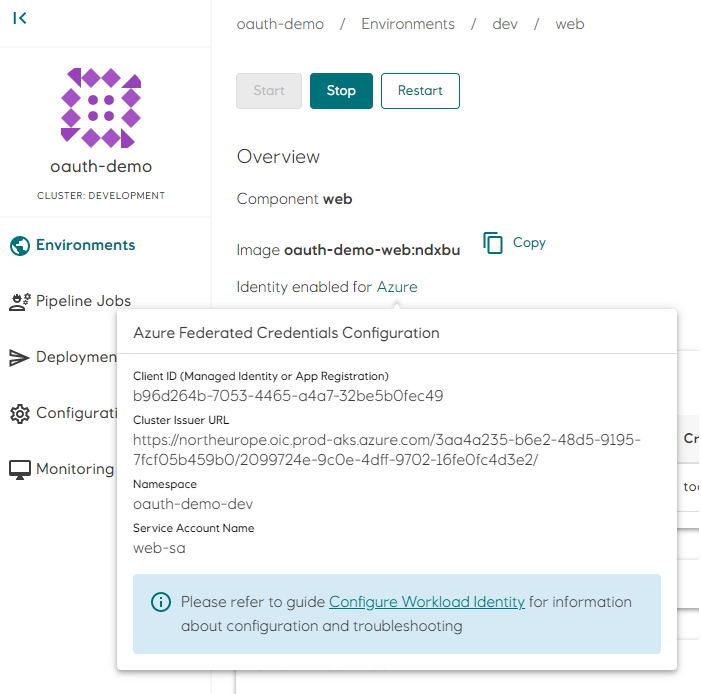 oauth-demo / Environments / dev / web
Start Stop Restart
oauth-demo
CLUSTER: DEVELOPMENT
Environments
Pipeline Jobs
Monitoring
Overview
Component web
Image oauth-demo-web:ndxbu Copy
Identity enabled for Azure
Azure Federated Credentials Configuration
Client ID (Managed Identity or App Registration)
b96d264b-7053-4465-a4a7-32be5b0fec49
Cluster Issuer URL
https://northeurope.oic.prod-aks.azure.com/3aa4a235-b6e2-48d5-9195-
7fcf05b459b0/2099724e-9c0e-4dff-9702-16fe0fc4d3e2/
Namespace
oauth-demo-dev
Service Account Name
web-sa
Please refer to guide Configure Workload Identity for information
about configuration and troubleshooting